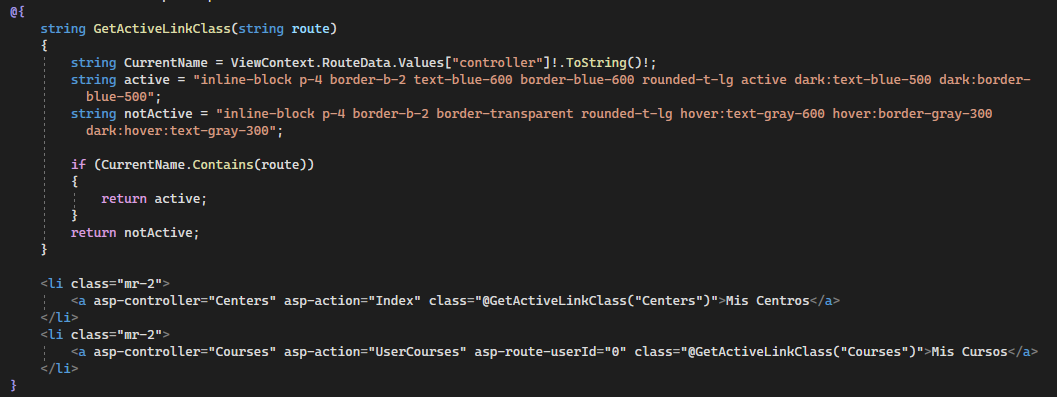 @{
    string GetActiveLinkClass(string route)
    {
        string CurrentName = ViewContext.RouteData.Values["controller"]!.ToString()!;
        string active = "inline-block p-4 border-b-2 text-blue-600 border-blue-600 rounded-t-lg active dark:text-blue-500 dark:border-
          blue-500";
        string notActive = "inline-block p-4 border-b-2 border-transparent rounded-t-lg hover:text-gray-600 hover:border-gray-300
          dark:hover:text-gray-300";

        if (CurrentName.Contains(route))
        {
            return active;
        }
        return notActive;
    }

    <li class="mr-2">
        <a asp-controller="Centers" asp-action="Index" class="@GetActiveLinkClass("Centers")">Mis Centros</a>
    </li>
    <li class="mr-2">
        <a asp-controller="Courses" asp-action="UserCourses" asp-route-userId="0" class="@GetActiveLinkClass("Courses")">Mis Cursos</a>
    </li>
}